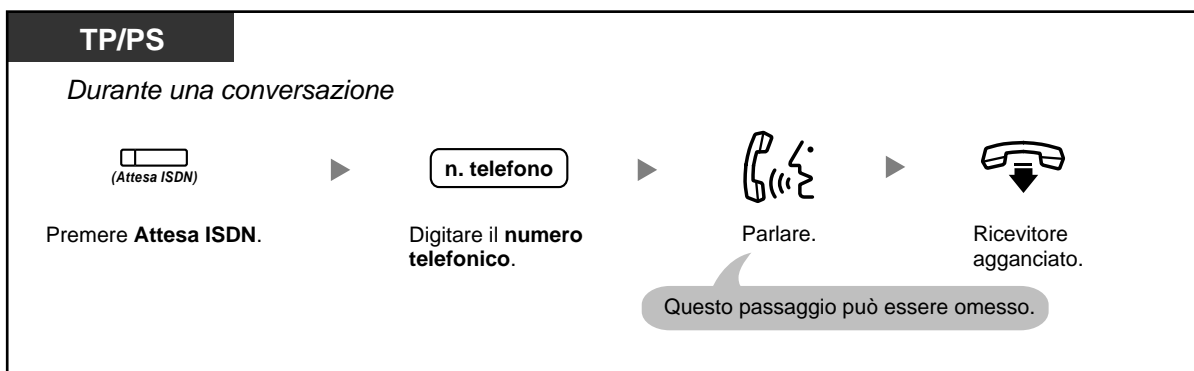 TP/PS
Durante una conversazione
(Attesa ISDN)
n. telefono
Premere Attesa ISDN.
Digitare il numero
telefonico.
Parlare.
Ricevitore
agganciato.
Questo passaggio può essere omesso.